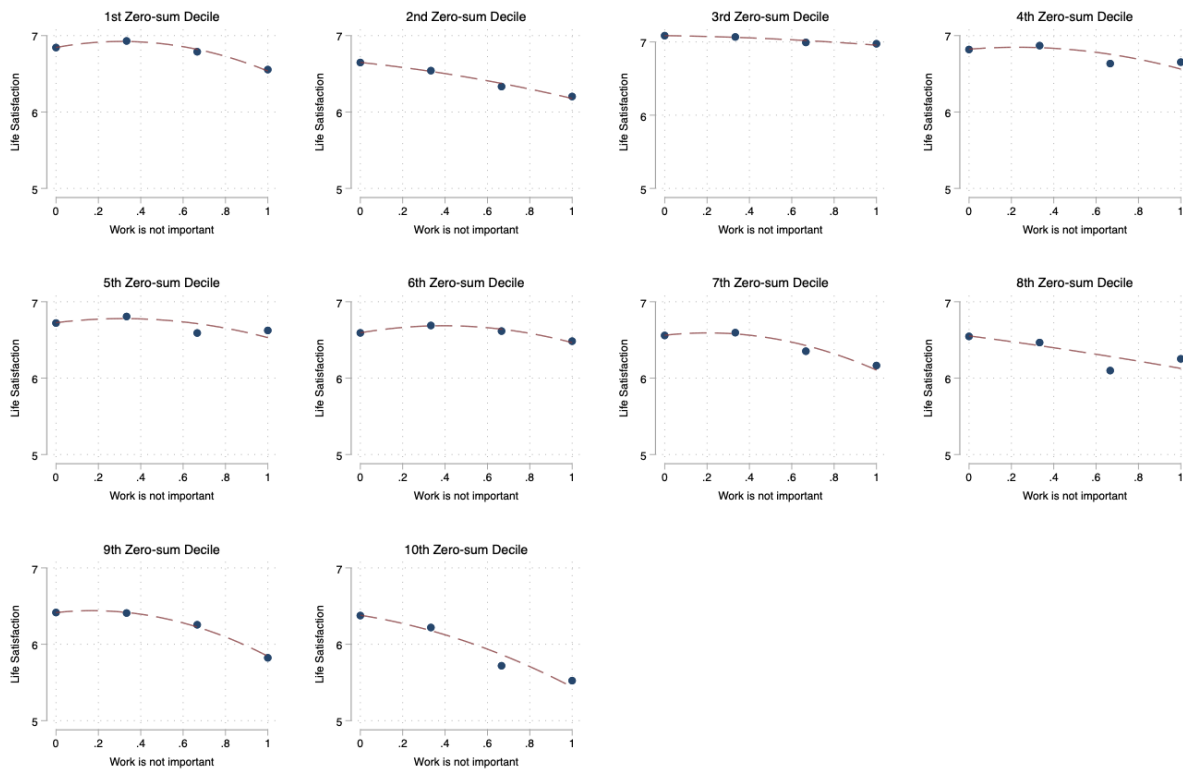 1st Zero-sum Decile
7
6
5
Life Satisfaction
0 .2 .4 .6 .8 1
Work is not important
2nd Zero-sum Decile
7
6
5
Life Satisfaction
0 .2 .4 .6 .8 1
Work is not important
3rd Zero-sum Decile
7
6
5
Life Satisfaction
0 .2 .4 .6 .8 1
Work is not important
4th Zero-sum Decile
7
6
5
Life Satisfaction
0 .2 .4 .6 .8 1
Work is not important
5th Zero-sum Decile
7
6
5
Life Satisfaction
0 .2 .4 .6 .8 1
Work is not important
6th Zero-sum Decile
7
6
5
Life Satisfaction
0 .2 .4 .6 .8 1
Work is not important
7th Zero-sum Decile
7
6
5
Life Satisfaction
0 .2 .4 .6 .8 1
Work is not important
8th Zero-sum Decile
7
6
5
Life Satisfaction
0 .2 .4 .6 .8 1
Work is not important
9th Zero-sum Decile
7
6
5
Life Satisfaction
0 .2 .4 .6 .8 1
Work is not important
10th Zero-sum Decile
7
6
5
Life Satisfaction
0 .2 .4 .6 .8 1
Work is not important